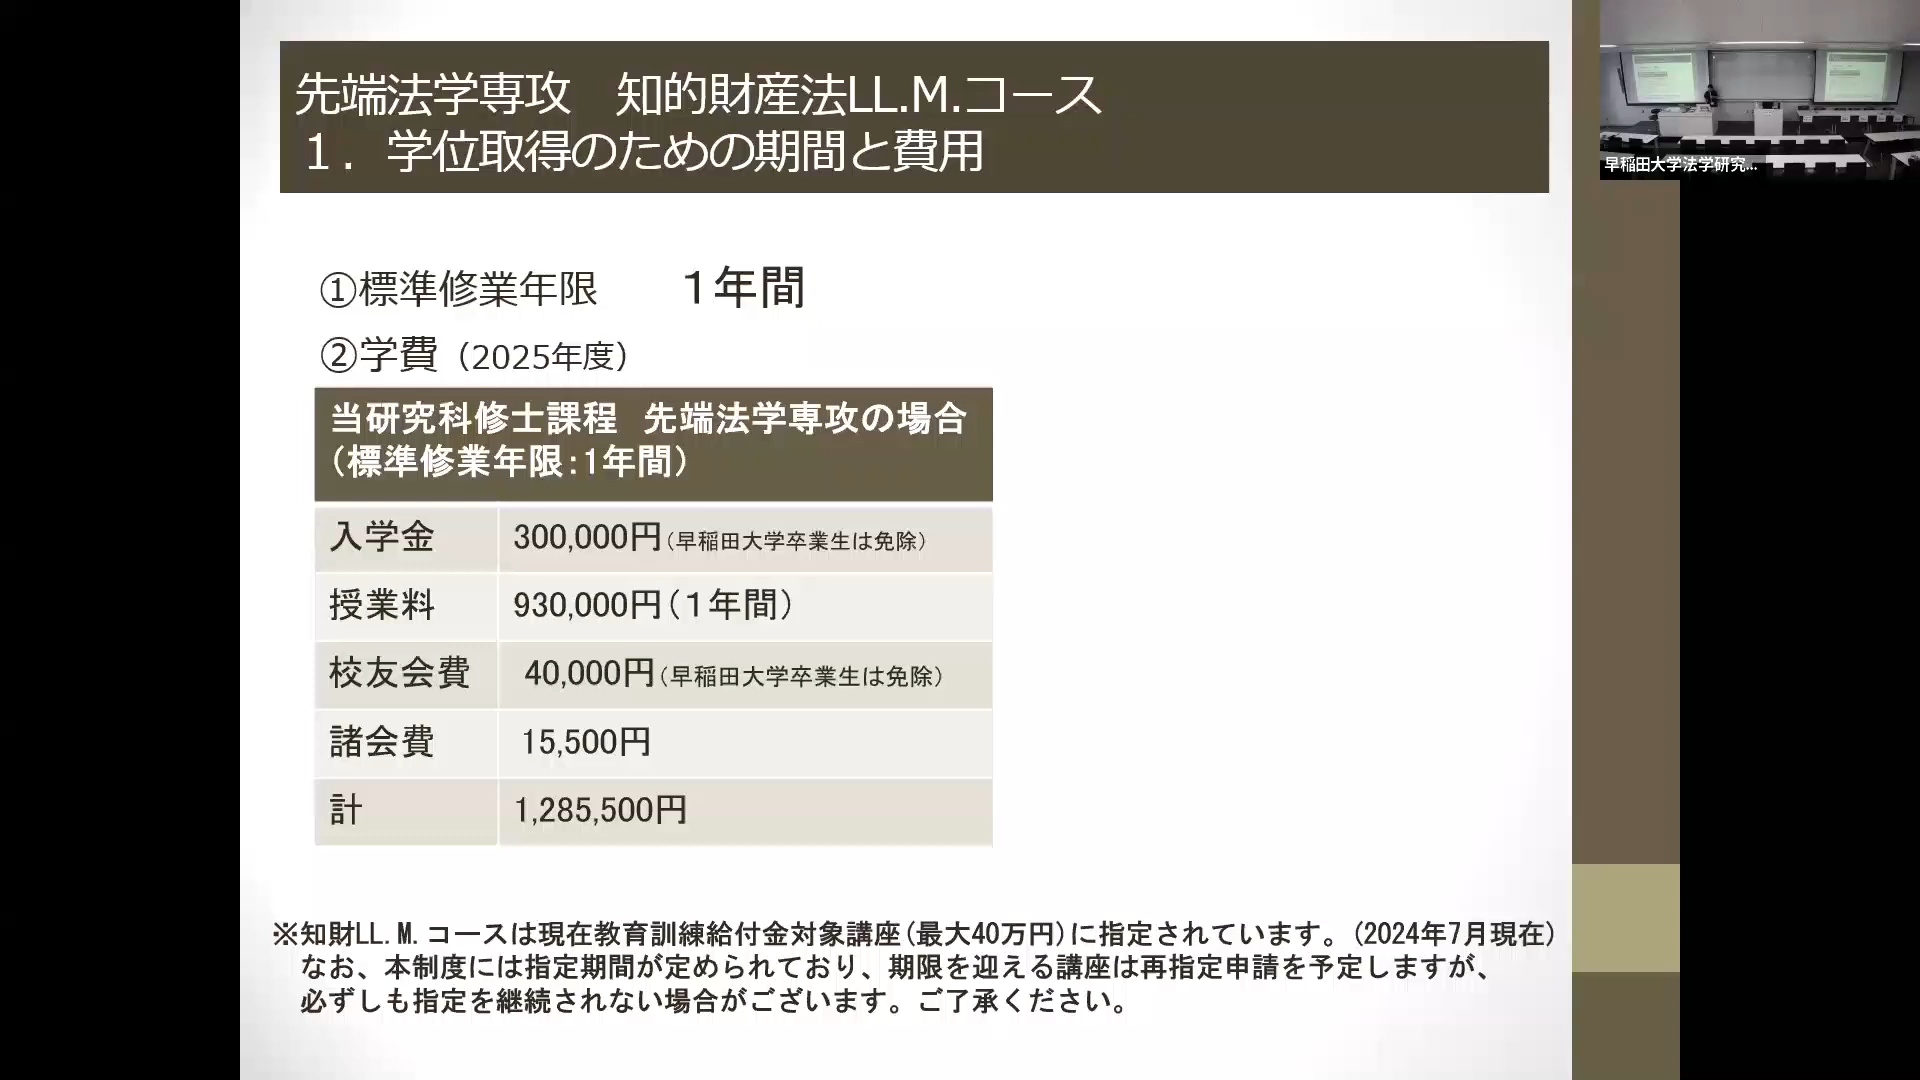 先端法学専攻　知的財産法LL.M.コース
１．学位取得のための期間と費用
早稲田大学法学研究...
①標準修業年限　１年間
②学費（2025年度）
当研究科修士課程　先端法学専攻の場合
（標準修業年限：1年間）
入学金　300,000円（早稲田大学卒業生は免除）
授業料　930,000円（１年間）
校友会費　40,000円（早稲田大学卒業生は免除）
諸会費　15,500円
計　1,285,500円
※知財LL.M.コースは現在教育訓練給付金対象講座(最大40万円)に指定されています。(2024年7月現在)
なお、本制度には指定期間が定められており、期限を迎える講座は再指定申請を予定しますが、
必ずしも指定を継続されない場合がございます。ご了承ください。